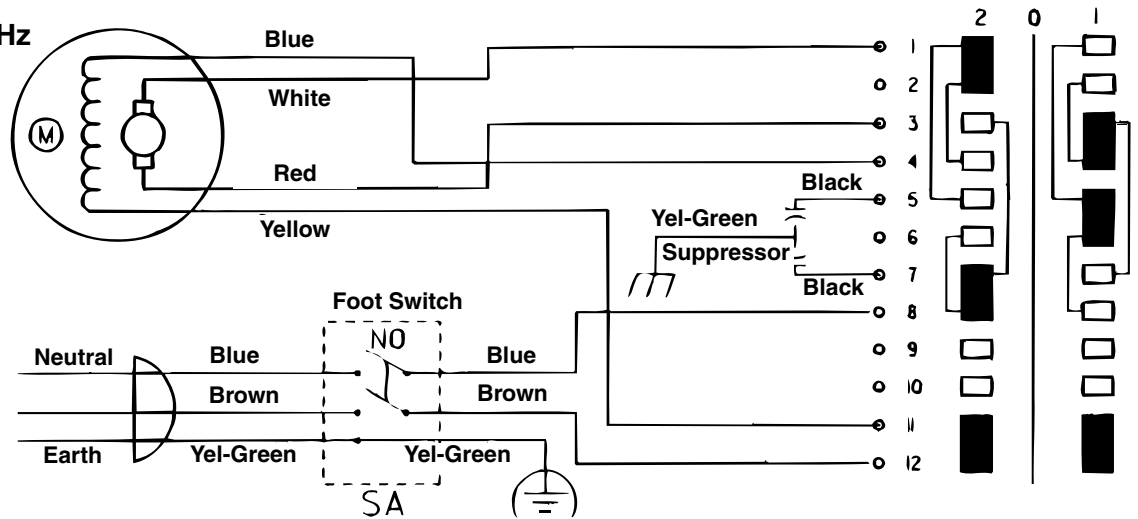 Hz
2 0 1
Blue
White
M
Red
Yellow
1
2
3
4
5
6
7
8
9
10
11
12
Black
Yel-Green
Suppressor
Black
Foot Switch
NO
Neutral
Blue
Blue
Brown
Brown
Earth
Yel-Green
Yel-Green
SA